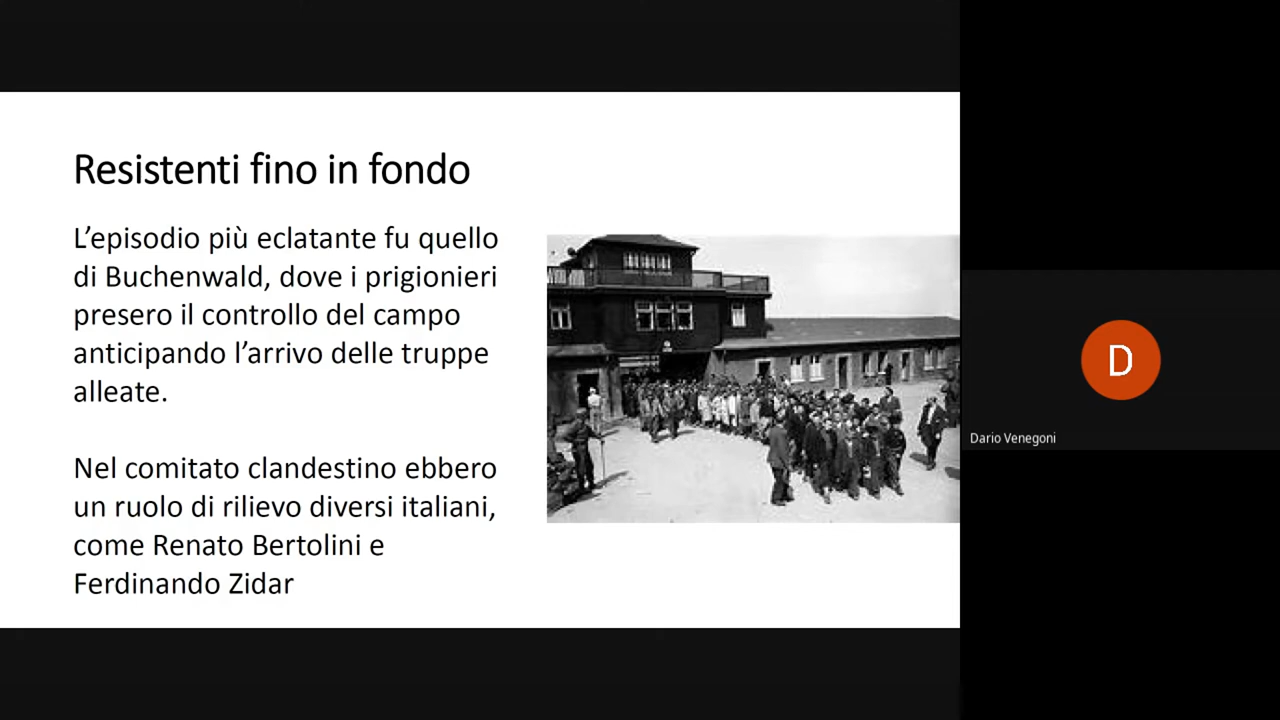 Resistenti fino in fondo
L’episodio più eclatante fu quello
di Buchenwald, dove i prigionieri
presero il controllo del campo
anticipando l’arrivo delle truppe
alleate.
Nel comitato clandestino ebbero
un ruolo di rilievo diversi italiani,
come Renato Bertolini e
Ferdinando Zidar
D
Dario Venegoni